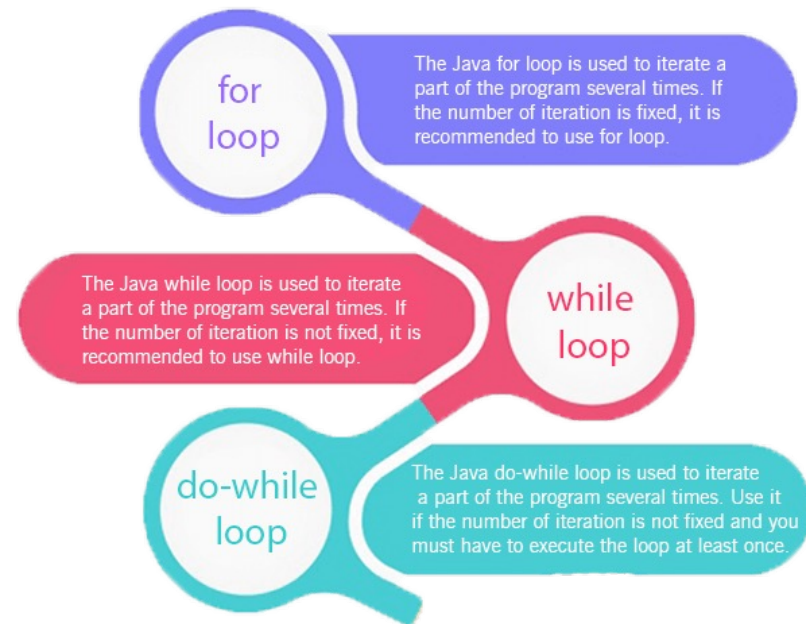 for
loop
The Java for loop is used to iterate a
part of the program several times. If
the number of iteration is fixed, it is
recommended to use for loop.
The Java while loop is used to iterate
a part of the program several times. If
the number of iteration is not fixed, it is
recommended to use while loop.
while
loop
do-while
loop
The Java do-while loop is used to iterate
a part of the program several times. Use it
if the number of iteration is not fixed and you
must have to execute the loop at least once.